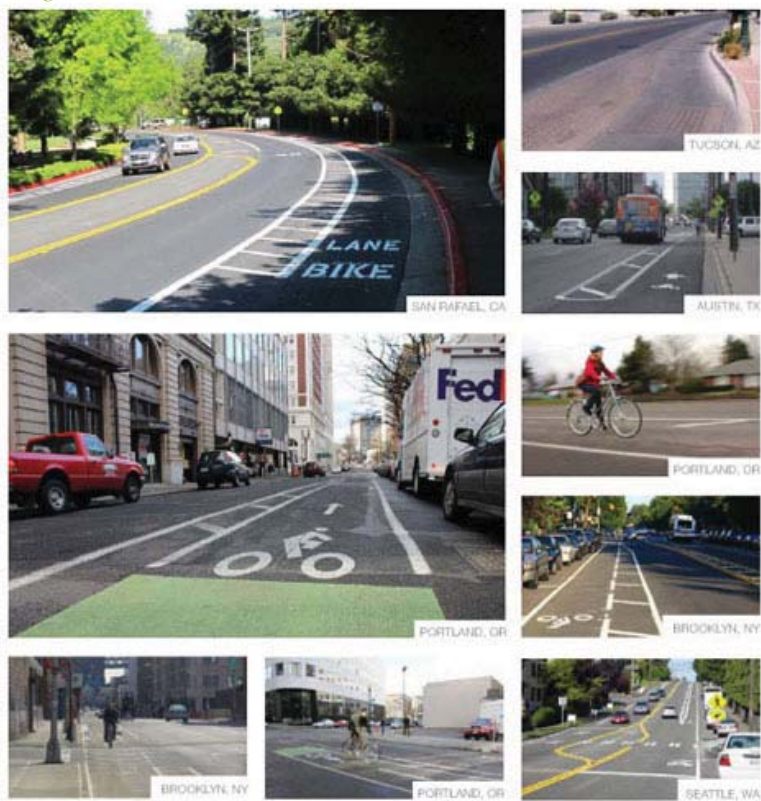 TUCSON, AZ
LANE
BIKE
SAN RAFAEL, CA
AUSTIN, TX
Fed
PORTLAND, OR
PORTLAND, OR
BROOKLYN, NY
BROOKLYN, NY
PORTLAND, OR
SEATTLE, WA